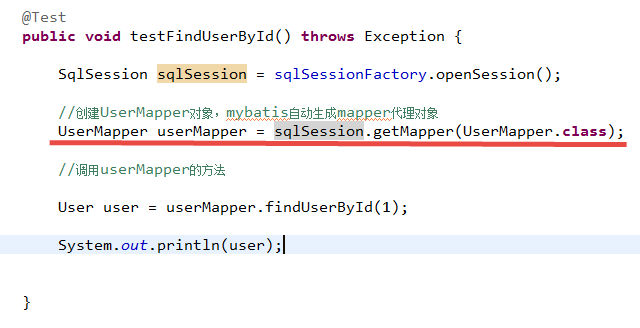 @Test
public void testFindUserById() throws Exception {
SqlSession sqlSession = sqlSessionFactory.openSession();
//创建UserMapper对象，mybatis自动生成mapper代理对象
UserMapper userMapper = sqlSession.getMapper(UserMapper.class);
//调用userMapper的方法
User user = userMapper.findUserById(1);
System.out.println(user);
}